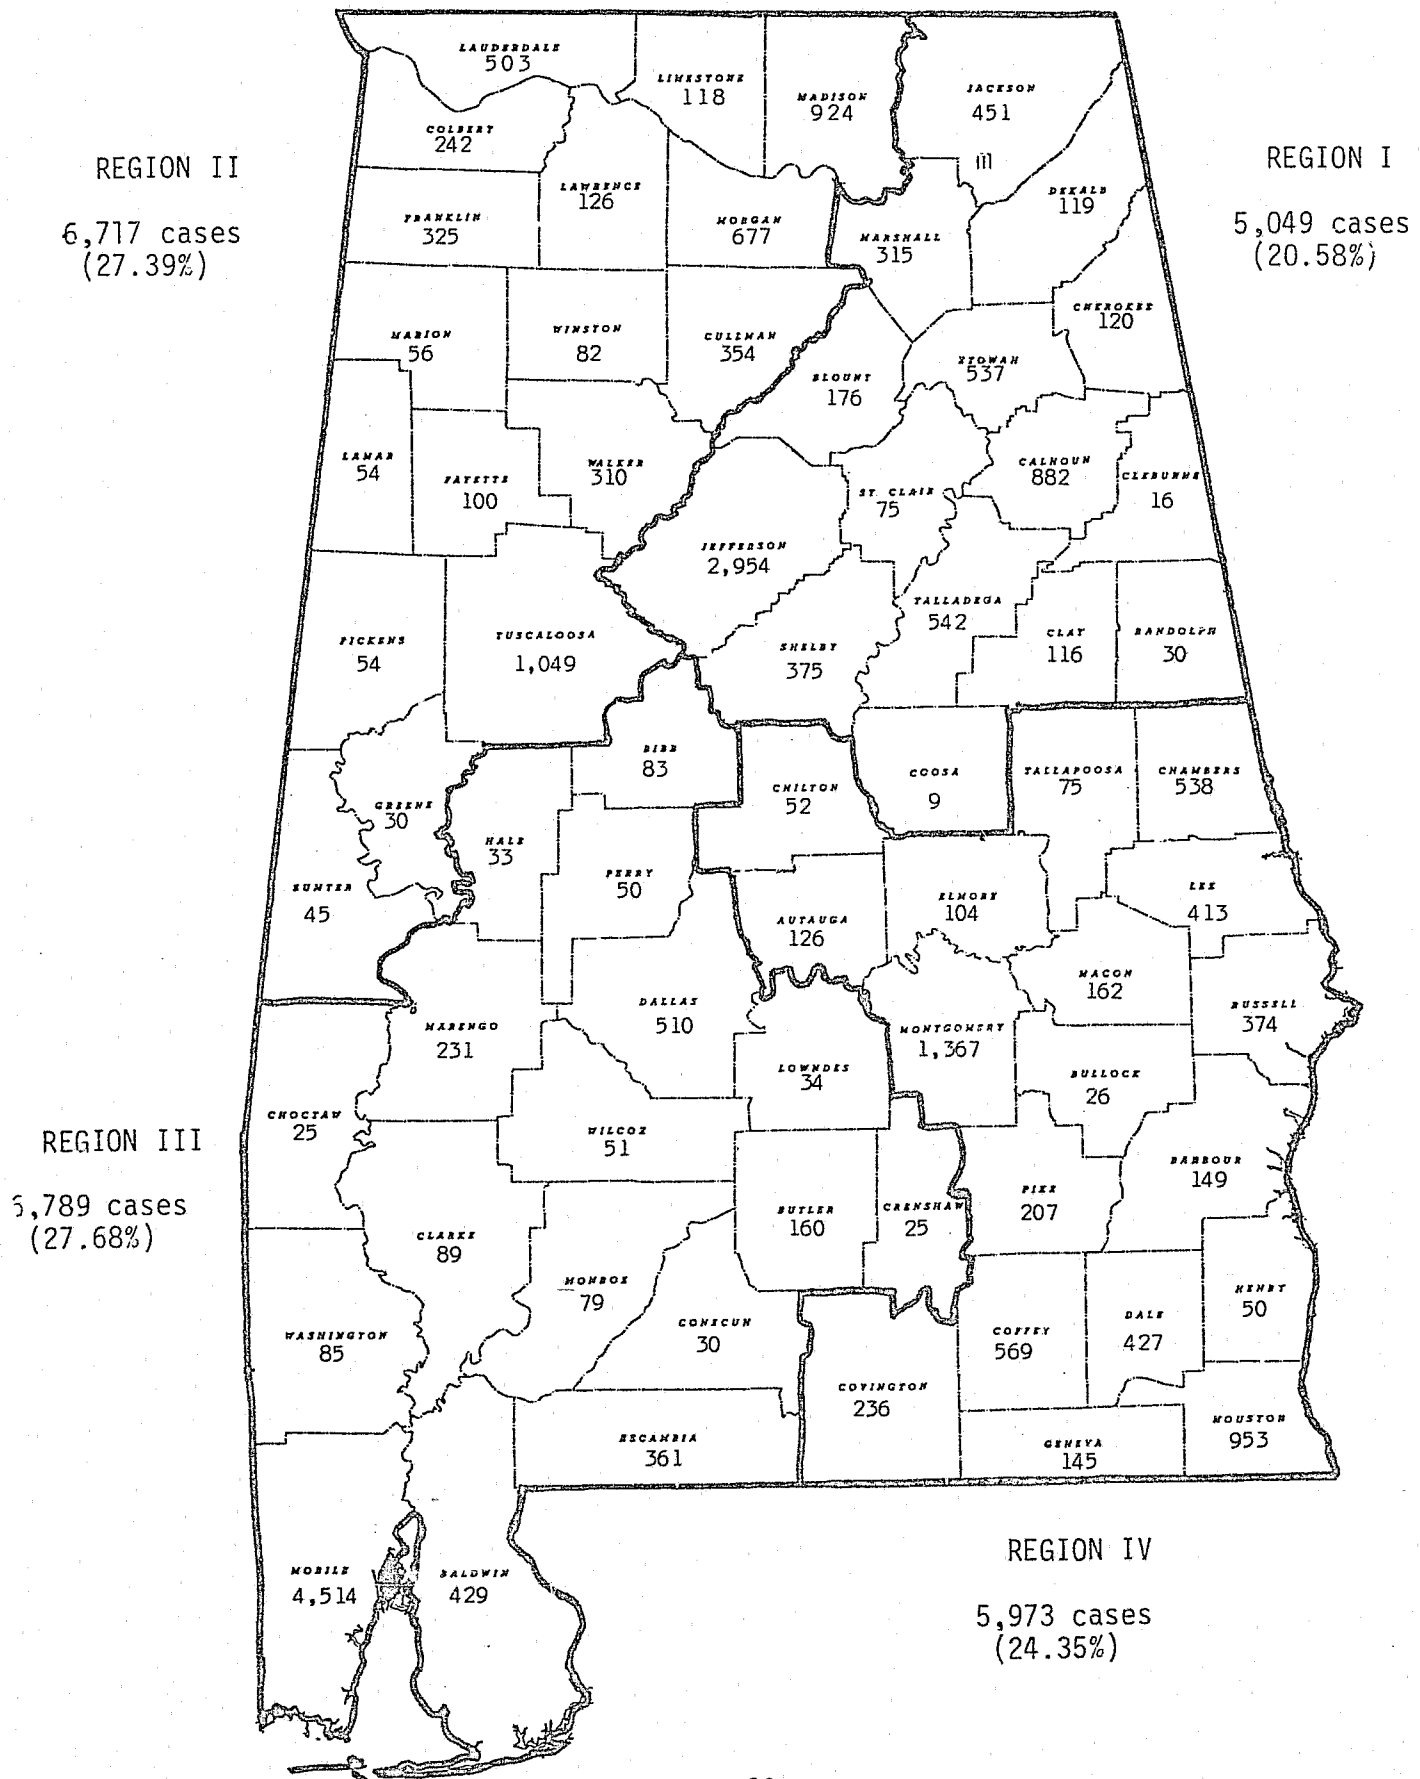 LAUDERDALE
503
LIMESTONE
118
MADISON
924
JACKSON
451
COLBERT
242
REGION II
6,717 cases
(27.39%)
REGION I
5,049 cases
(20.58%)
LAWRENCE
126
DEKALB
119
FRANKLIN
325
MORGAN
677
MARSHALL
315
MARION
56
WINSTON
82
CULLMAN
354
CHEROKEE
120
ETOWAH
537
BLOUNT
176
LAMAR
54
FAYETTE
100
WALKER
310
ST. CLAIR
75
CALHOUN
882
CLEBURNE
16
JEFFERSON
2,954
TALLADEGA
542
PICKENS
54
TUSCALOOSA
1,049
SHELBY
375
CLAY
116
RANDOLPH
30
BIBB
83
CHILTON
52
COOSA
9
TALLAPOOSA
75
CHAMBERS
538
GREENE
30
HALE
33
PERRY
50
SUMTER
45
AUTAUGA
126
ELMORE
104
LEE
413
MACON
162
DALLAS
510
RUSSELL
374
MARENGO
231
MONTGOMERY
1,367
LOWNDES
34
BULLOCK
26
CHOCTAW
25
WILCOX
51
REGION III
,789 cases
(27.68%)
BARBOUR
149
BUTLER
160
CRENSHAW
25
PIKE
207
CLARKE
89
MONROE
79
HENRY
50
WASHINGTON
85
CONECUH
30
COFFEY
569
DALE
427
COVINGTON
236
ESCAMBIA
361
GENEVA
145
HOUSTON
953
MOBILE
4,514
BALDWIN
429
REGION IV
5,973 cases
(24.35%)